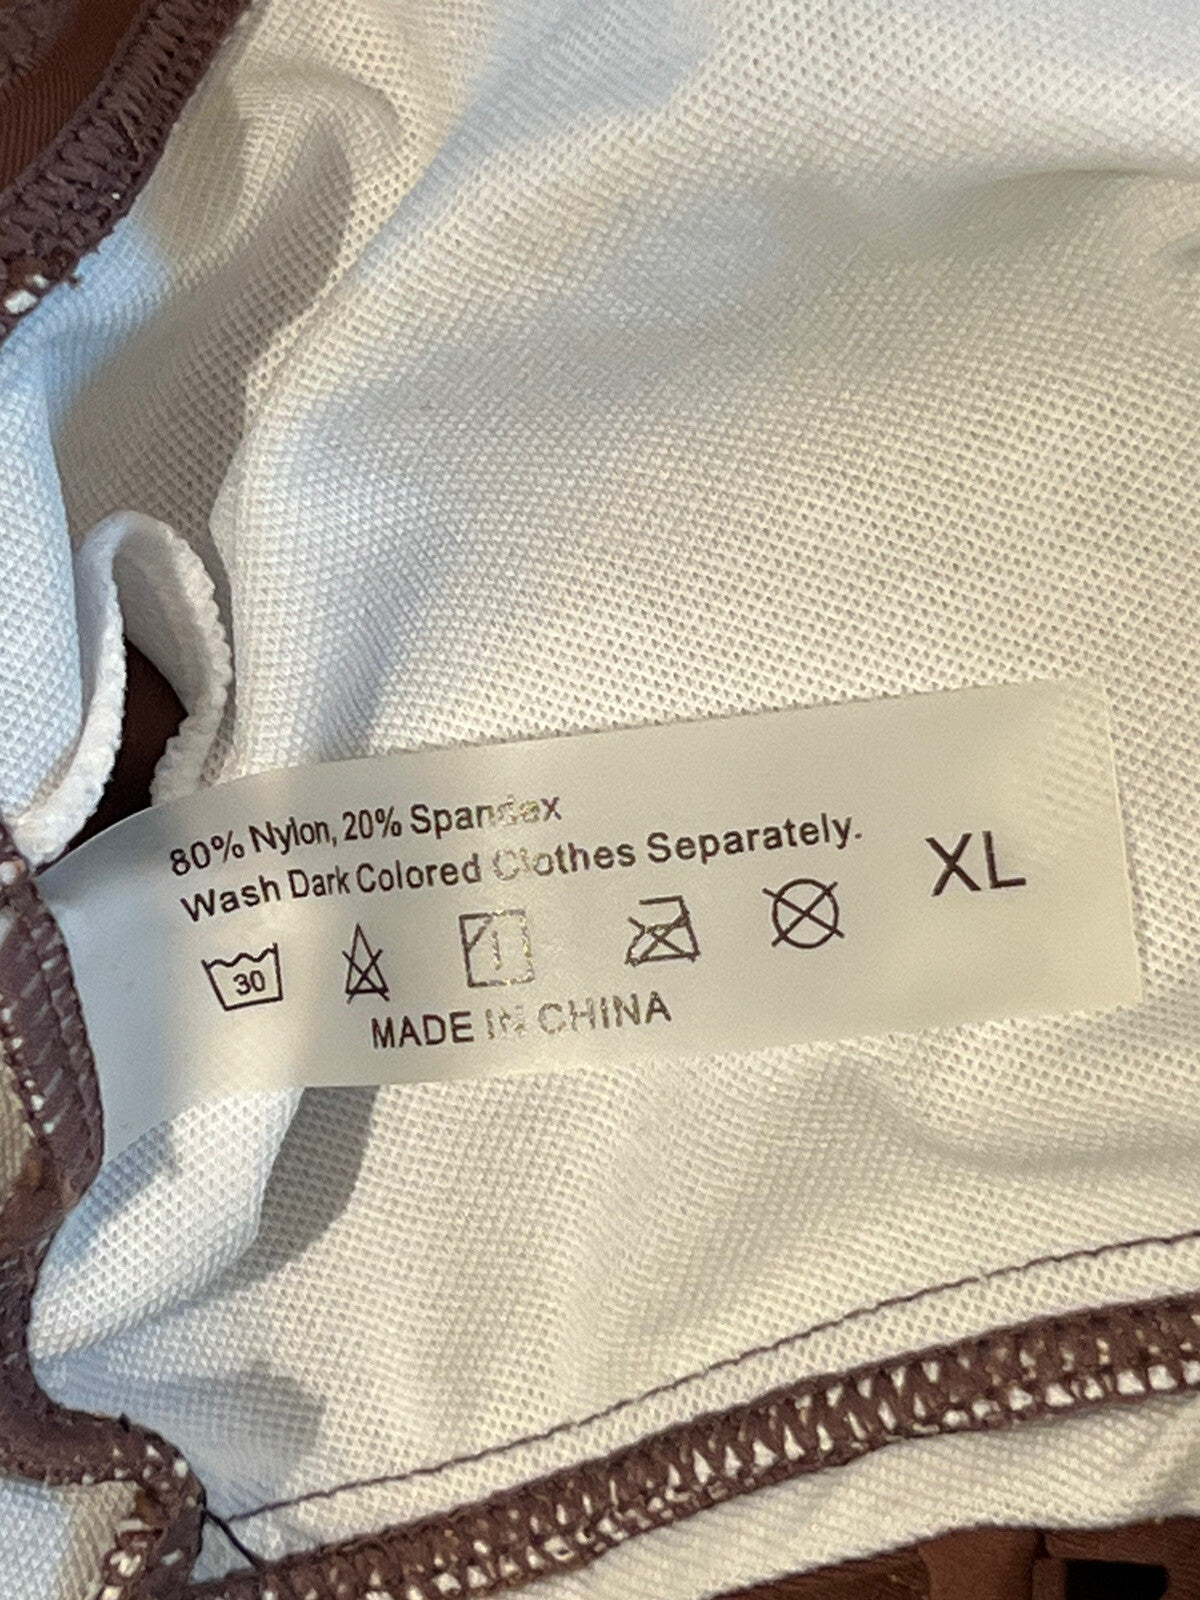 80% Nylon, 20% Spandex
Wash Dark Colored Clothes Separately.
XL
30
MADE IN CHINA